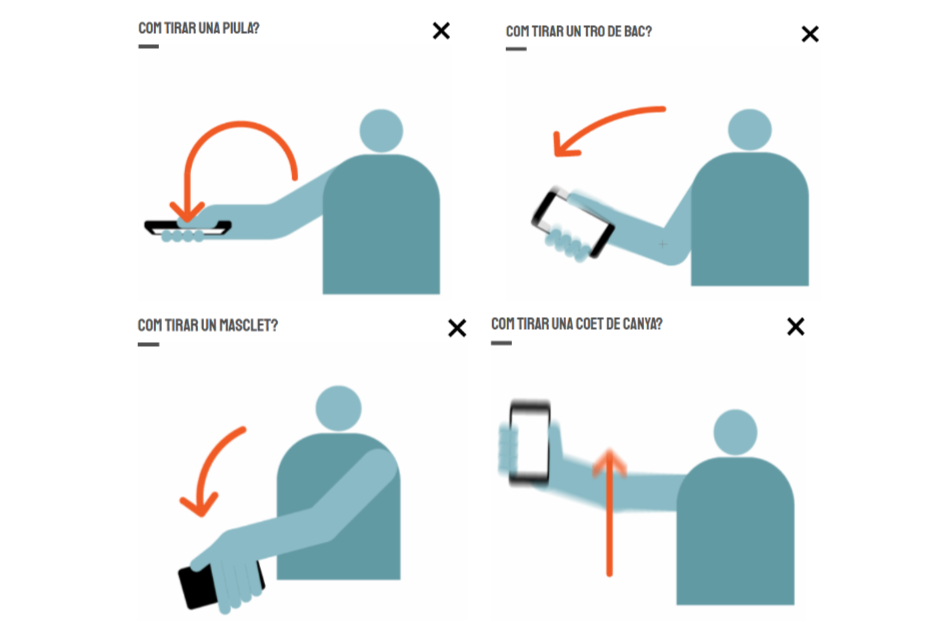 COM TIRAR UNA PIULA?
COM TIRAR UN TRO DE BAC?
COM TIRAR UN MASCLET?
COM TIRAR UNA COET DE CANYA?